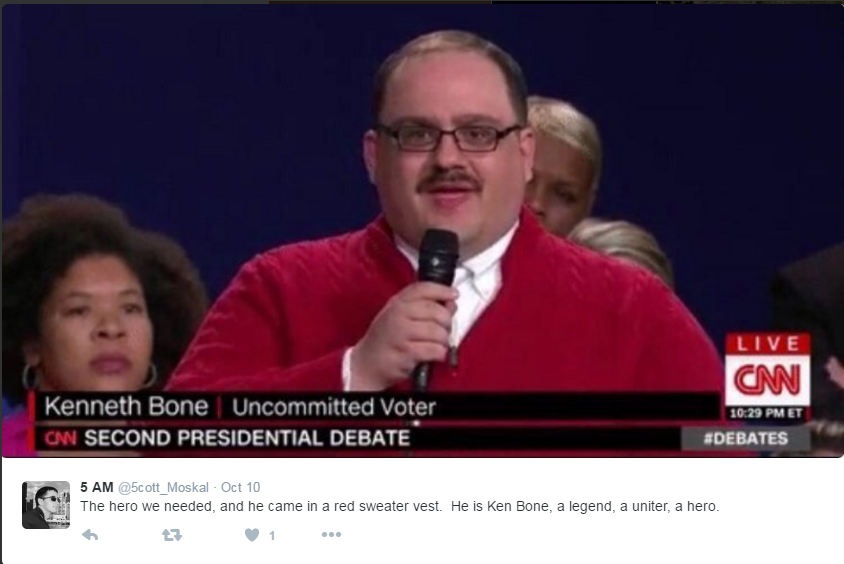 LIVE
CNN
10:29 PM ET
Kenneth Bone | Uncommitted Voter
CNN SECOND PRESIDENTIAL DEBATE
#DEBATES
5 AM @5cott_Moskal · Oct 10
The hero we needed, and he came in a red sweater vest. He is Ken Bone, a legend, a uniter, a hero.
1